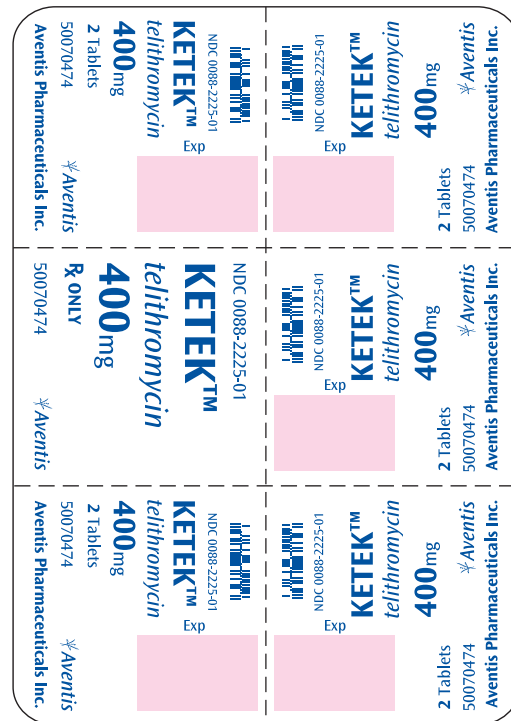 NDC 0088-2225-01
KETEK™
telithromycin
400mg
2 Tablets
50070474
Aventis
Aventis Pharmaceuticals Inc.
Exp
NDC 0088-2225-01
KETEK™
telithromycin
400mg
2 Tablets
50070474
Aventis
Aventis Pharmaceuticals Inc.
Exp
NDC 0088-2225-01
KETEK™
telithromycin
400mg
℞ ONLY
50070474
Aventis
NDC 0088-2225-01
KETEK™
telithromycin
400mg
2 Tablets
50070474
Aventis
Aventis Pharmaceuticals Inc.
Exp
NDC 0088-2225-01
KETEK™
telithromycin
400mg
2 Tablets
50070474
Aventis
Aventis Pharmaceuticals Inc.
Exp
NDC 0088-2225-01
KETEK™
telithromycin
400mg
2 Tablets
50070474
Aventis
Aventis Pharmaceuticals Inc.
Exp